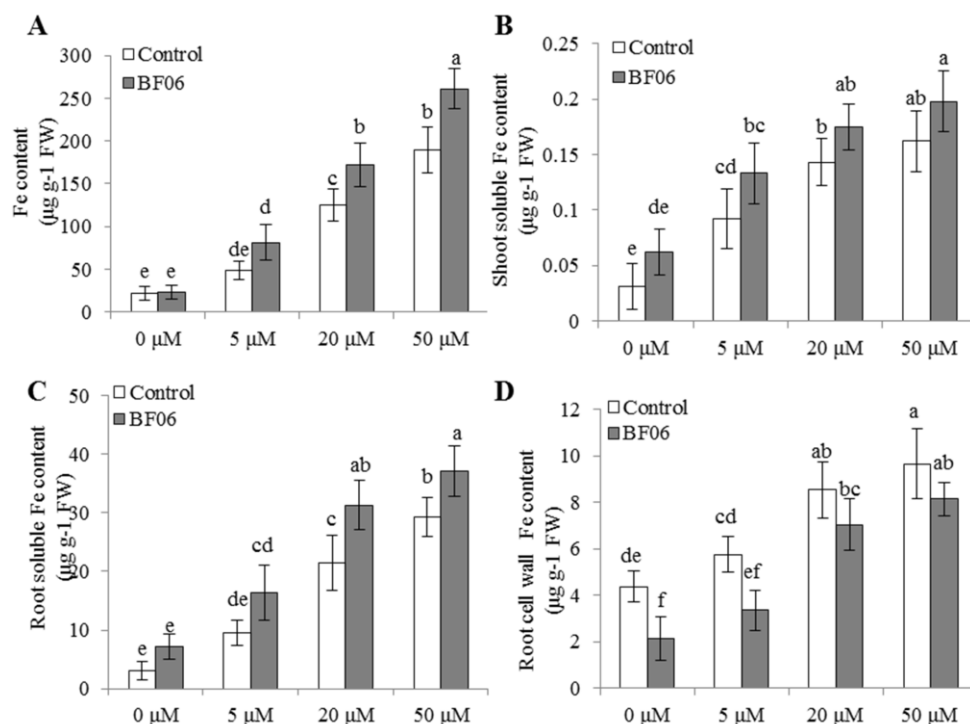 A
Control
BF06
Fe content
(µg g-1 FW)
300
250
200
150
100
50
0
e e de d c b b a
0 µM 5 µM 20 µM 50 µM
B
Control
BF06
Shoot soluble Fe content
(µg g-1 FW)
0.25
0.2
0.15
0.1
0.05
0
e de cd bc b ab ab a
0 µM 5 µM 20 µM 50 µM
C
Control
BF06
Root soluble Fe content
(µg g-1 FW)
50
40
30
20
10
0
e e de cd c ab b a
0 µM 5 µM 20 µM 50 µM
D
Control
BF06
Root cell wall Fe content
(µg g-1 FW)
12
10
8
6
4
2
0
de f cd ef ab bc a ab
0 µM 5 µM 20 µM 50 µM